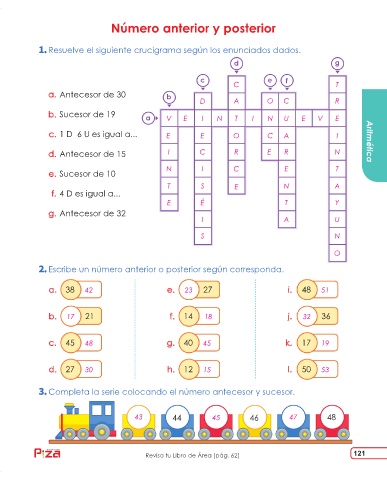 Número anterior y posterior
1. Resuelve el siguiente crucigrama según los enunciados dados.
d g
c e f
C T
a. Antecesor de 30
b D A O C R
b. Sucesor de 19
a V E I N T I N U E V E
c. 1 D 6 U es igual a...
E E O C A I
d. Antecesor de 15
I C R E R N
e. Sucesor de 10
N I C E T
f. 4 D es igual a...
T S E N A
g. Antecesor de 32
E É T Y
I A U
S N
O
Aritmética
2. Escribe un número anterior o posterior según corresponda.
a. 38 42 e. 23 27 i. 48 51
b. 17 21 f. 14 18 j. 32 36
c. 45 48 g. 40 45 k. 17 19
d. 27 30 h. 12 15 l. 50 53
3. Completa la serie colocando el número antecesor y sucesor.
43 44 45 46 47 48
Revisa tu Libro de Área (pág. 62)
121